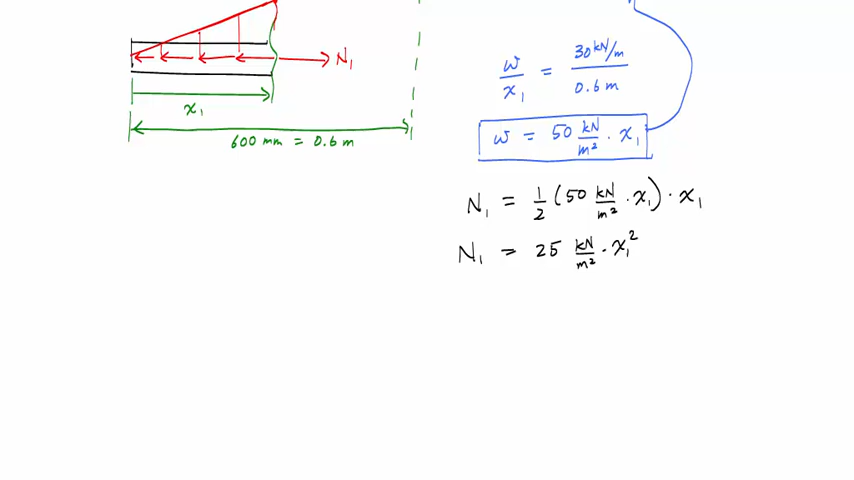 N₁
x₁
600 mm = 0.6 m
w/x₁ = 30 kN/m / 0.6 m
w = 50 kN/m² · x₁
N₁ = 1/2 (50 kN/m² · x₁) · x₁
N₁ = 25 kN/m² · x₁²